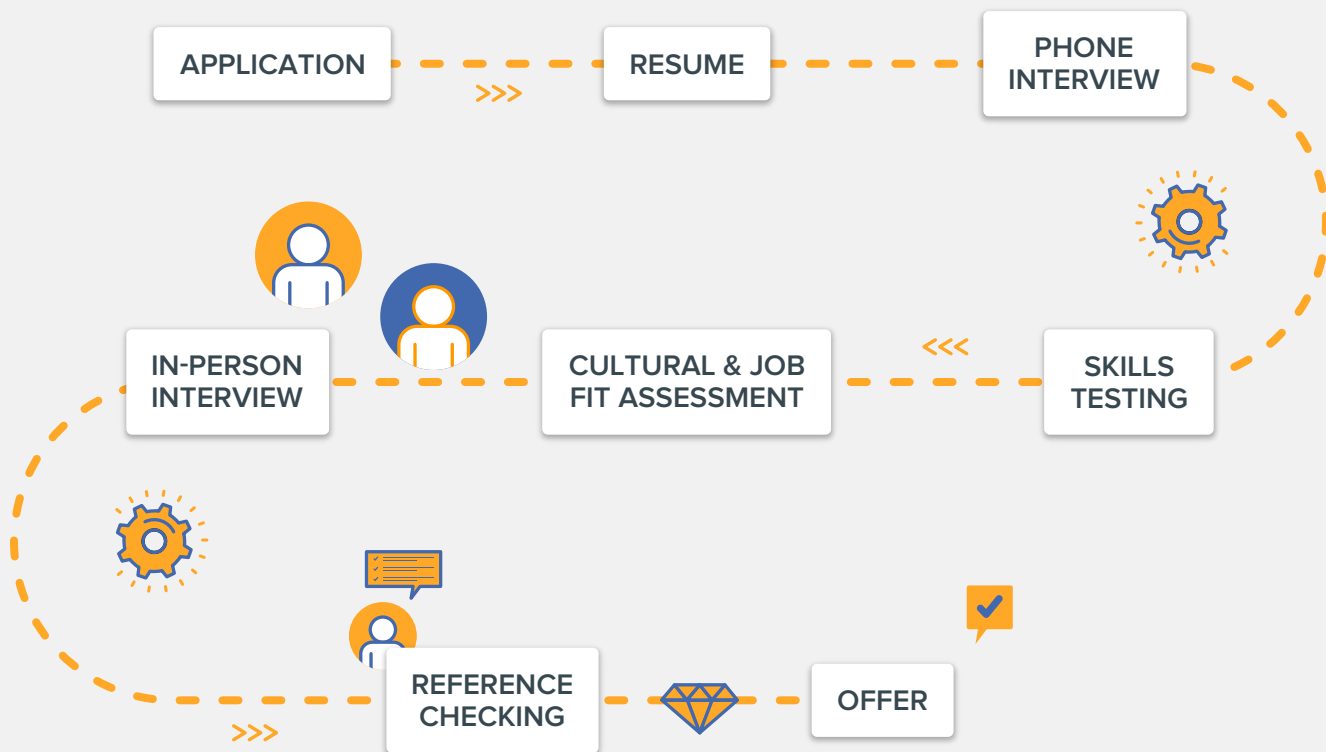 APPLICATION
RESUME
PHONE
INTERVIEW
SKILLS
TESTING
CULTURAL & JOB
FIT ASSESSMENT
IN-PERSON
INTERVIEW
REFERENCE
CHECKING
OFFER